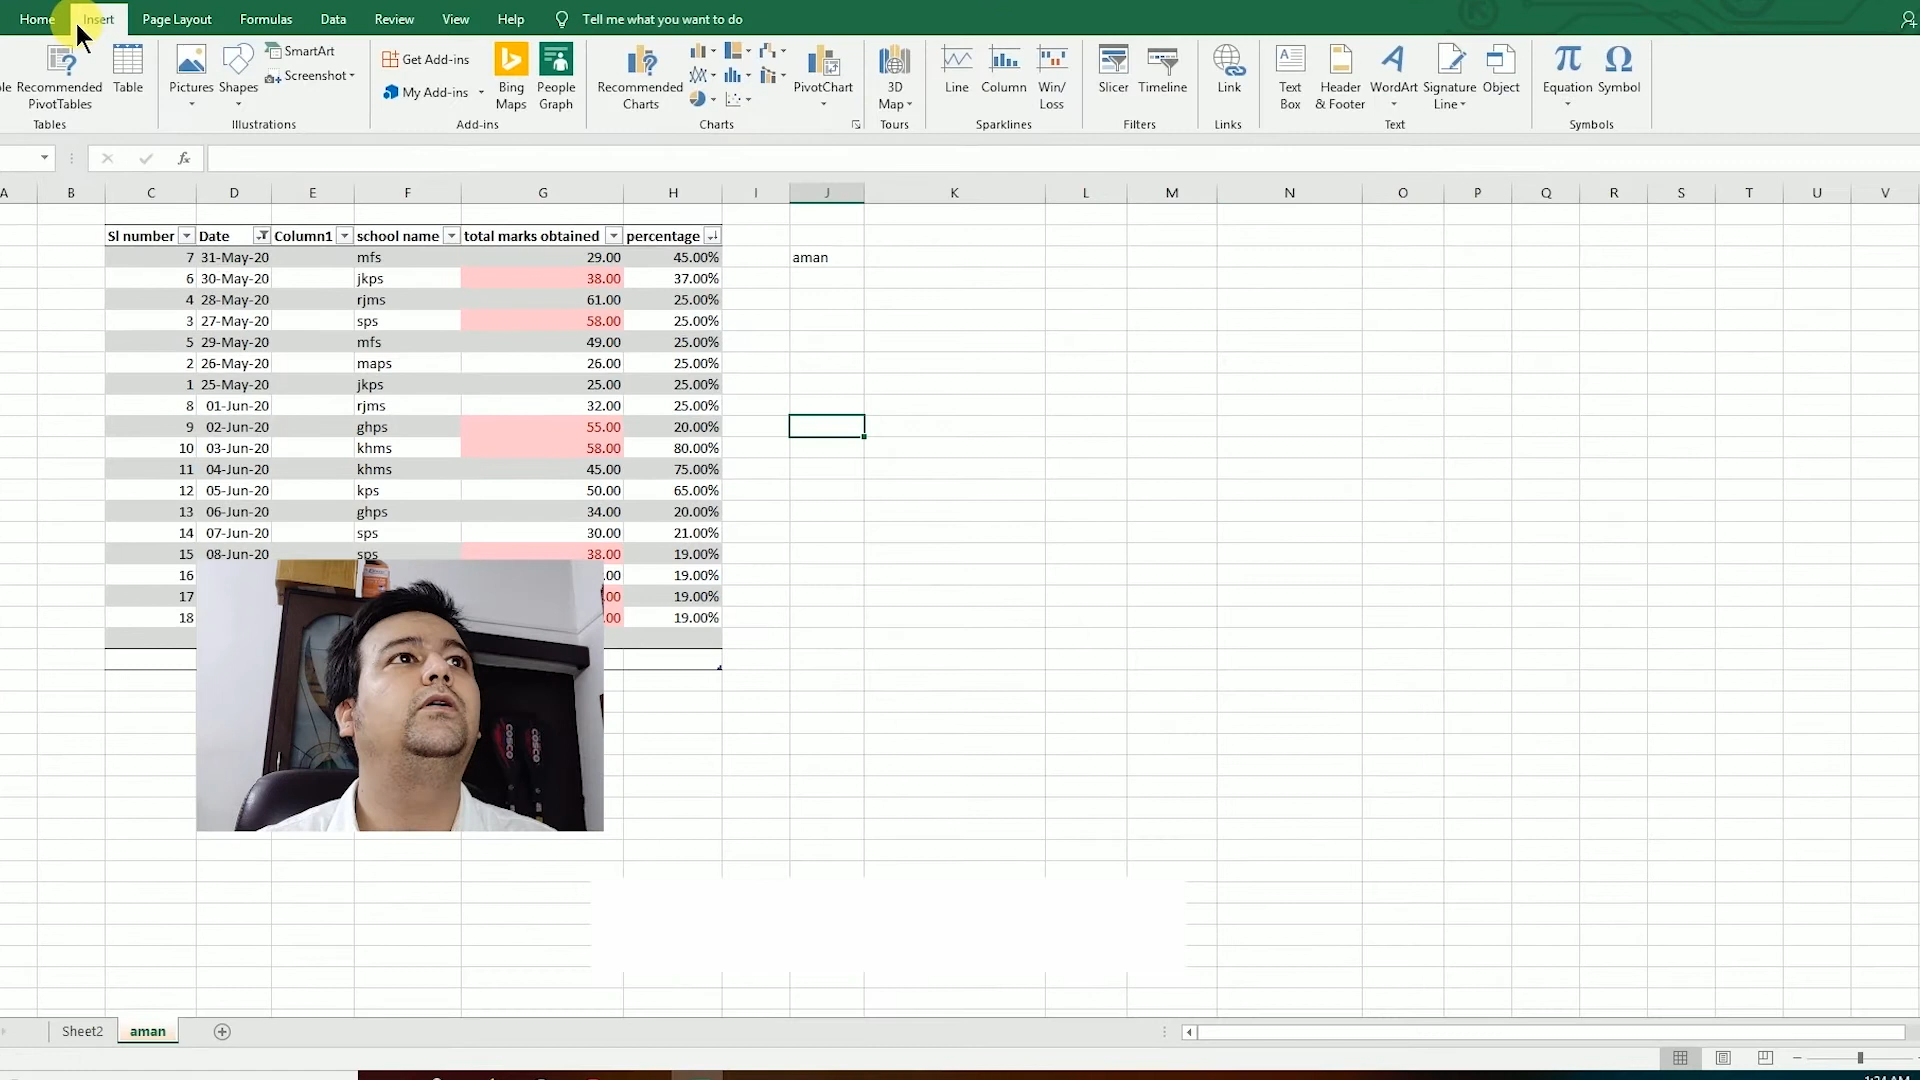 Home Insert Page Layout Formulas Data Review View Help Tell me what you want to do
Recommended PivotTables
Table
Pictures
Shapes
SmartArt
Screenshot
Get Add-ins
My Add-ins
Bing Maps
People Graph
Recommended Charts
PivotChart
3D Map
Line
Column
Win/Loss
Slicer
Timeline
Link
Text Box
Header & Footer
WordArt
Signature Line
Object
Equation
Symbol
Tables Illustrations Add-ins Charts Tours Sparklines Filters Links Text Symbols
fx
A B C D E F G H I J K L M N O P Q R S T U V
Sl number Date Column1 school name total marks obtained percentage
7 31-May-20 mfs 29.00 45.00% aman
6 30-May-20 jkps 38.00 37.00%
4 28-May-20 rjms 61.00 25.00%
3 27-May-20 sps 58.00 25.00%
5 29-May-20 mfs 49.00 25.00%
2 26-May-20 maps 26.00 25.00%
1 25-May-20 jkps 25.00 25.00%
8 01-Jun-20 rjms 32.00 25.00%
9 02-Jun-20 ghps 55.00 20.00%
10 03-Jun-20 khms 58.00 80.00%
11 04-Jun-20 khms 45.00 75.00%
12 05-Jun-20 kps 50.00 65.00%
13 06-Jun-20 ghps 34.00 20.00%
14 07-Jun-20 sps 30.00 21.00%
15 08-Jun-20 sps 38.00 19.00%
16 .00 19.00%
17 .00 19.00%
18 .00 19.00%
COSCO COSCO
Sheet2 aman